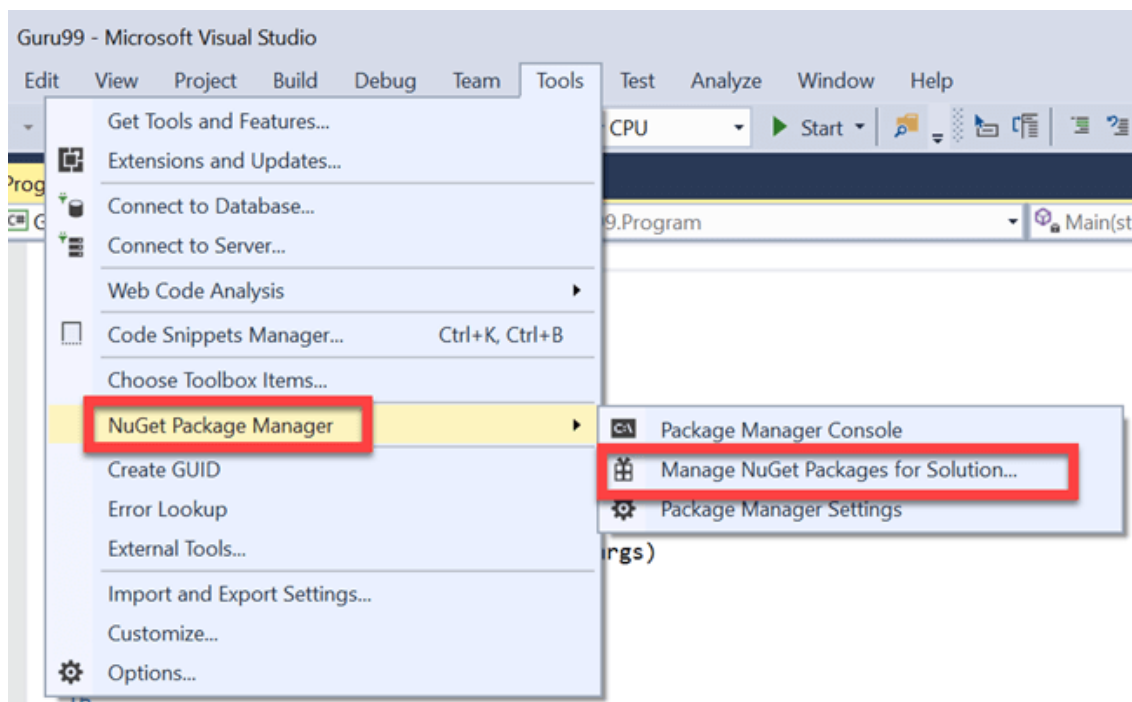 Guru99 - Microsoft Visual Studio
Edit View Project Build Debug Team Tools Test Analyze Window Help
Get Tools and Features...
CPU Start
Extensions and Updates...
Prog
Connect to Database...
9.Program Main(st
Connect to Server...
Web Code Analysis
Code Snippets Manager... Ctrl+K, Ctrl+B
Choose Toolbox Items...
NuGet Package Manager
Package Manager Console
Create GUID
Manage NuGet Packages for Solution...
Error Lookup
Package Manager Settings
External Tools...
rgs)
Import and Export Settings...
Customize...
Options...